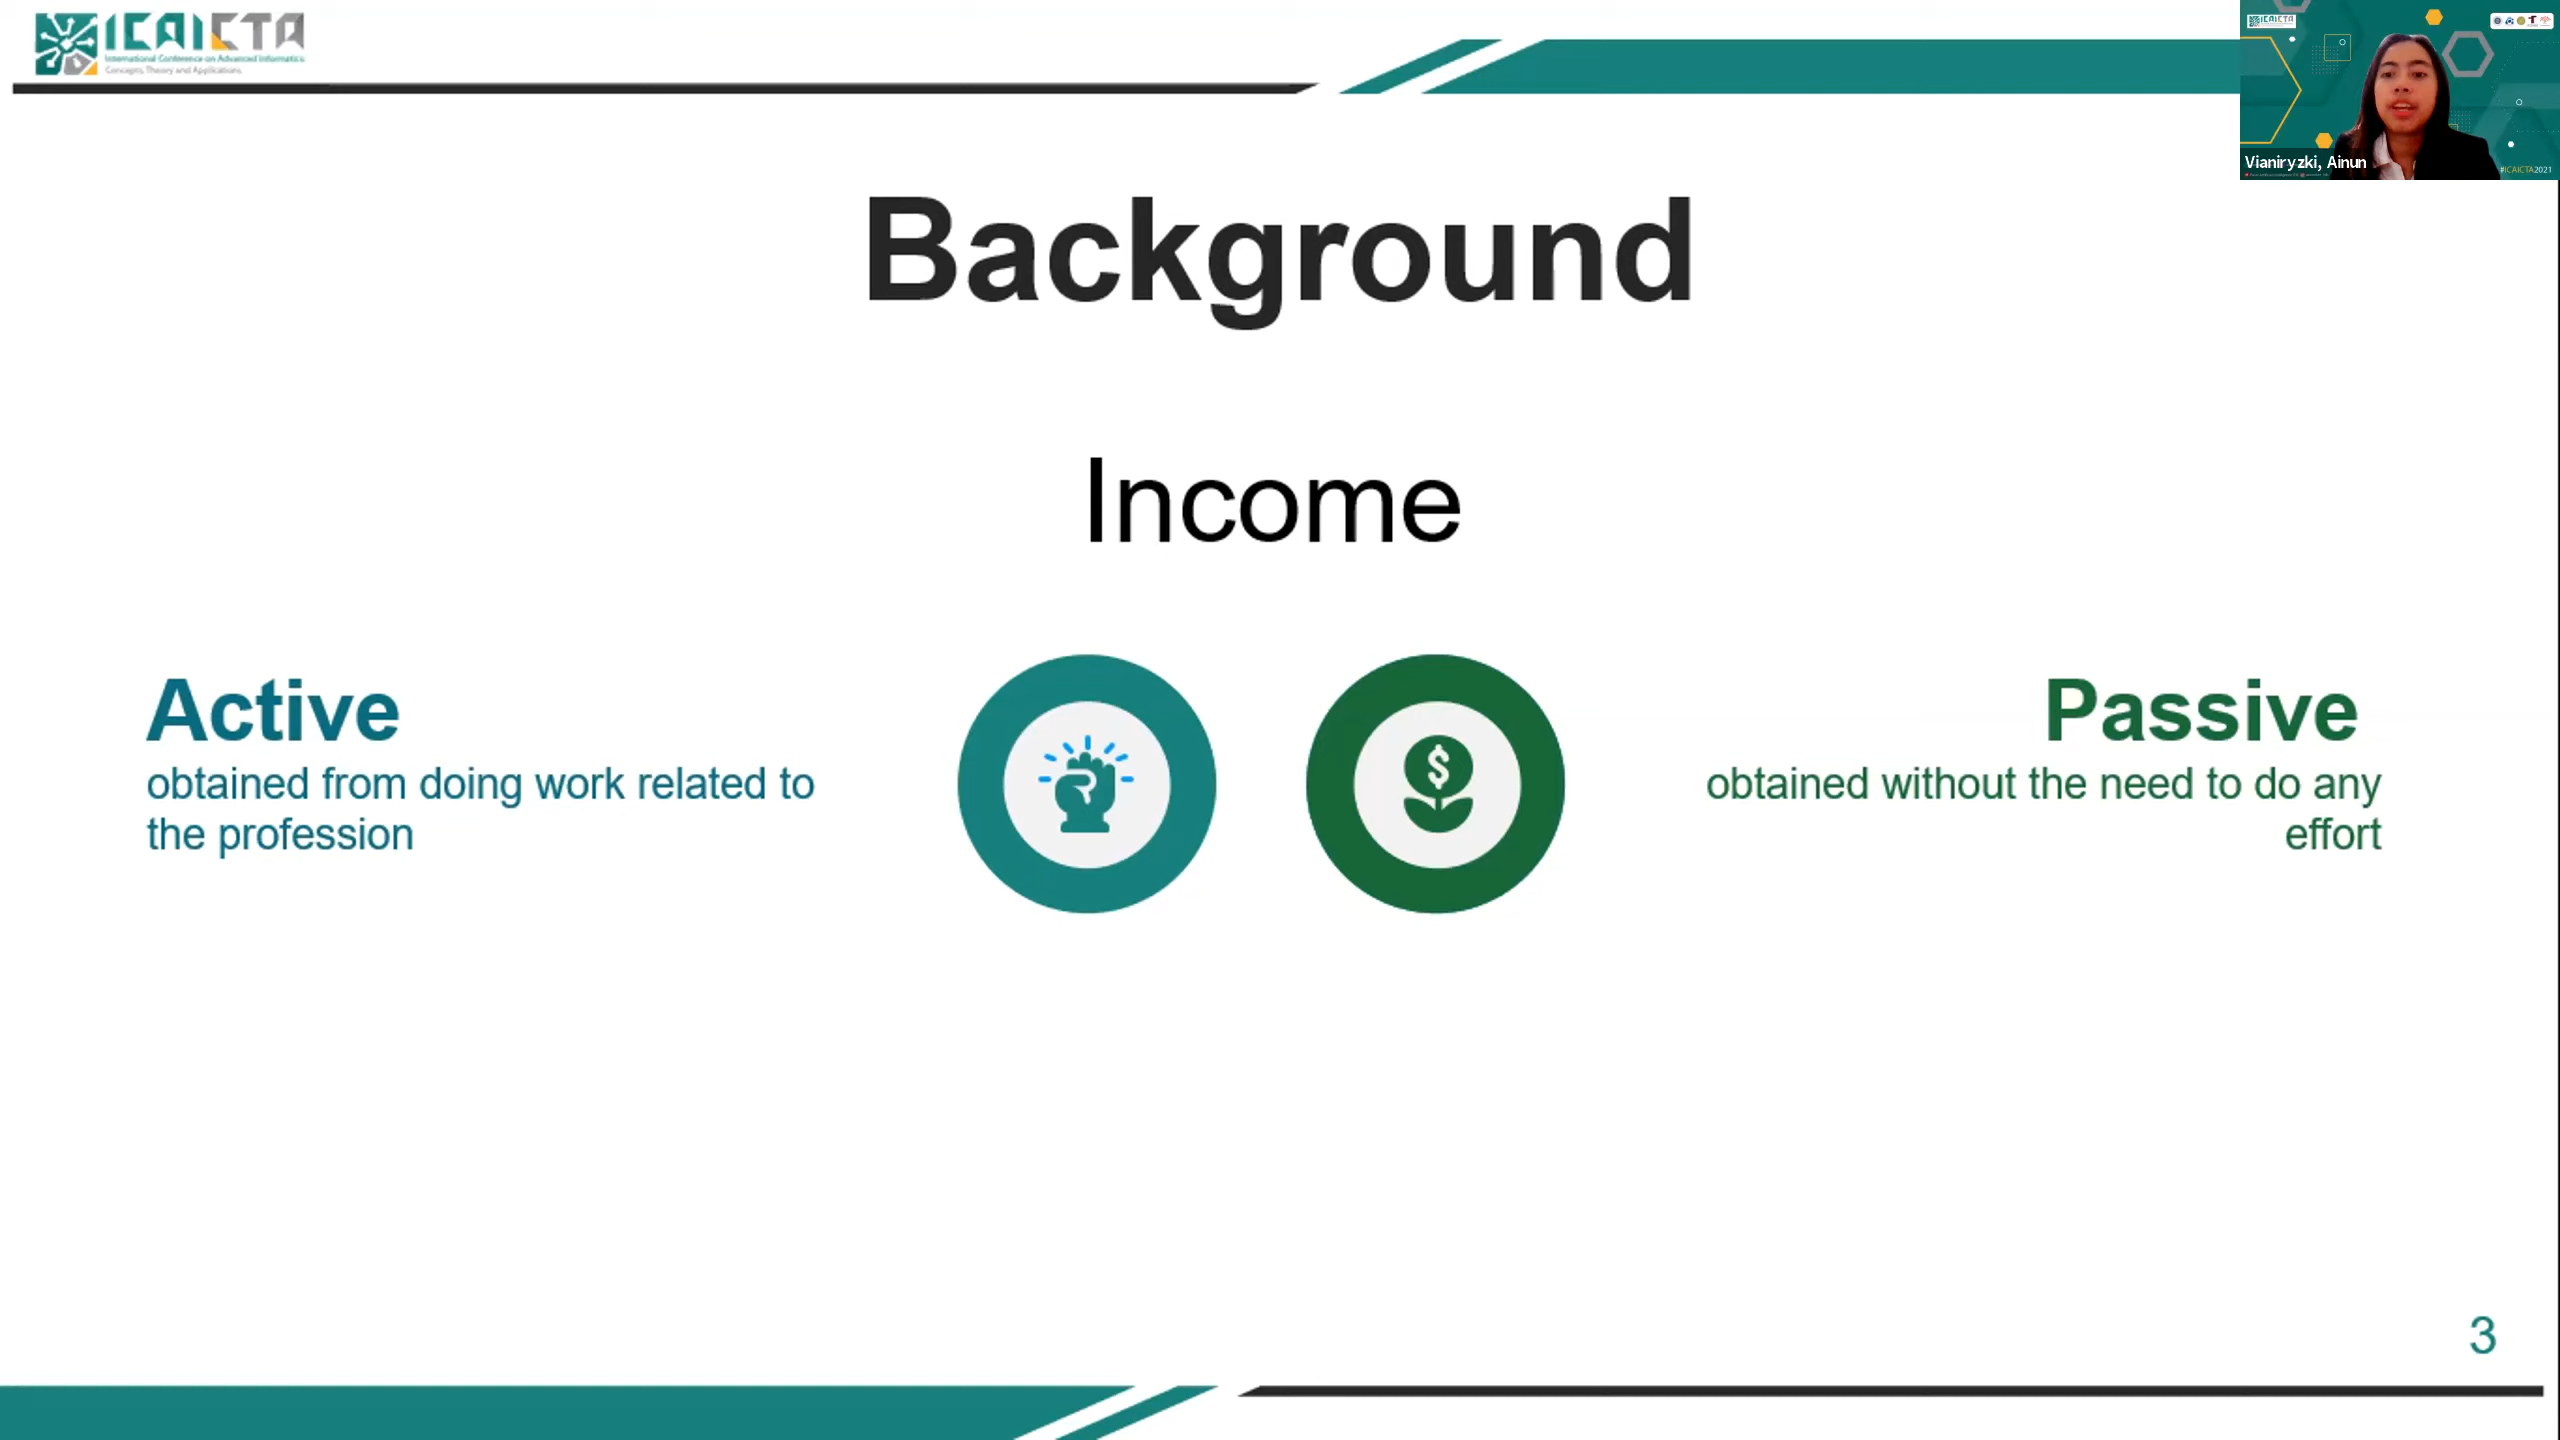 ICAICTA
International Conference on Advanced Informatics
Concepts, Theory and Applications
ICAICTA
Vianiryzki, Ainun
#ICAICTA2021
Background
Income
Active
obtained from doing work related to
the profession
$
Passive
obtained without the need to do any
effort
3